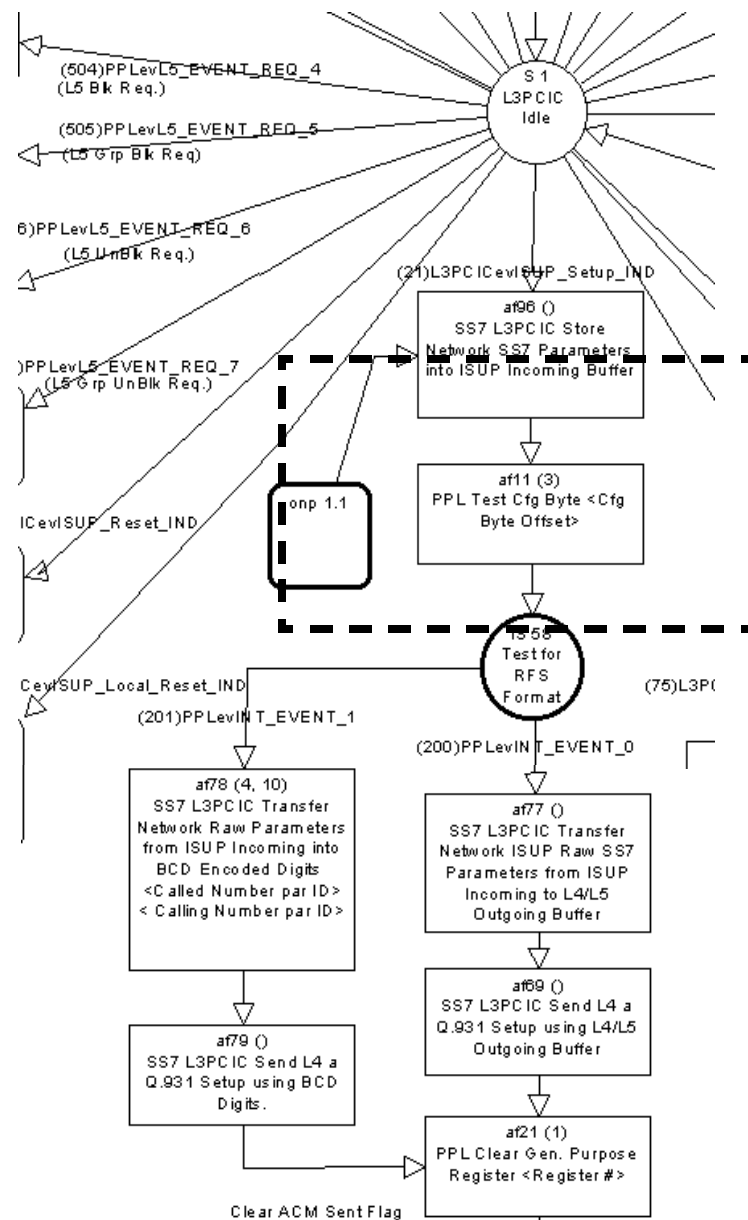 S 1
L3PCIC
Idle
(504)PPLevL5_EVENT_REQ_4
(L5 Blk Req.)
(505)PPLevL5_EVENT_REQ_5
(L5 Grp Blk Req)
6)PPLevL5_EVENT_REQ_6
(L5 UnBlk Req.)
(21)L3PCICevISUP_Setup_IND
af96 ()
SS7 L3PCIC Store
Network SS7 Parameters
into ISUP Incoming Buffer
)PPLevL5_EVENT_REQ_7
(L5 Grp UnBlk Req.)
af11 (3)
PPL Test Cfg Byte <Cfg
Byte Offset>
onp 1.1
ICevISUP_Reset_IND
IS 58
Test for
RFS
Format
CevISUP_Local_Reset_IND
(75)L3P(
(201)PPLevINT_EVENT_1
(200)PPLevINT_EVENT_0
af78 (4, 10)
SS7 L3PCIC Transfer
Network Raw Parameters
from ISUP Incoming into
BCD Encoded Digits
<Called Number par ID>
< Calling Number par ID>
af77 ()
SS7 L3PCIC Transfer
Network ISUP Raw SS7
Parameters from ISUP
Incoming to L4/L5
Outgoing Buffer
af69 ()
SS7 L3PCIC Send L4 a
Q.931 Setup using L4/L5
Outgoing Buffer
af79 ()
SS7 L3PCIC Send L4 a
Q.931 Setup using BCD
Digits.
af21 (1)
PPL Clear Gen. Purpose
Register <Register #>
Clear ACM Sent Flag